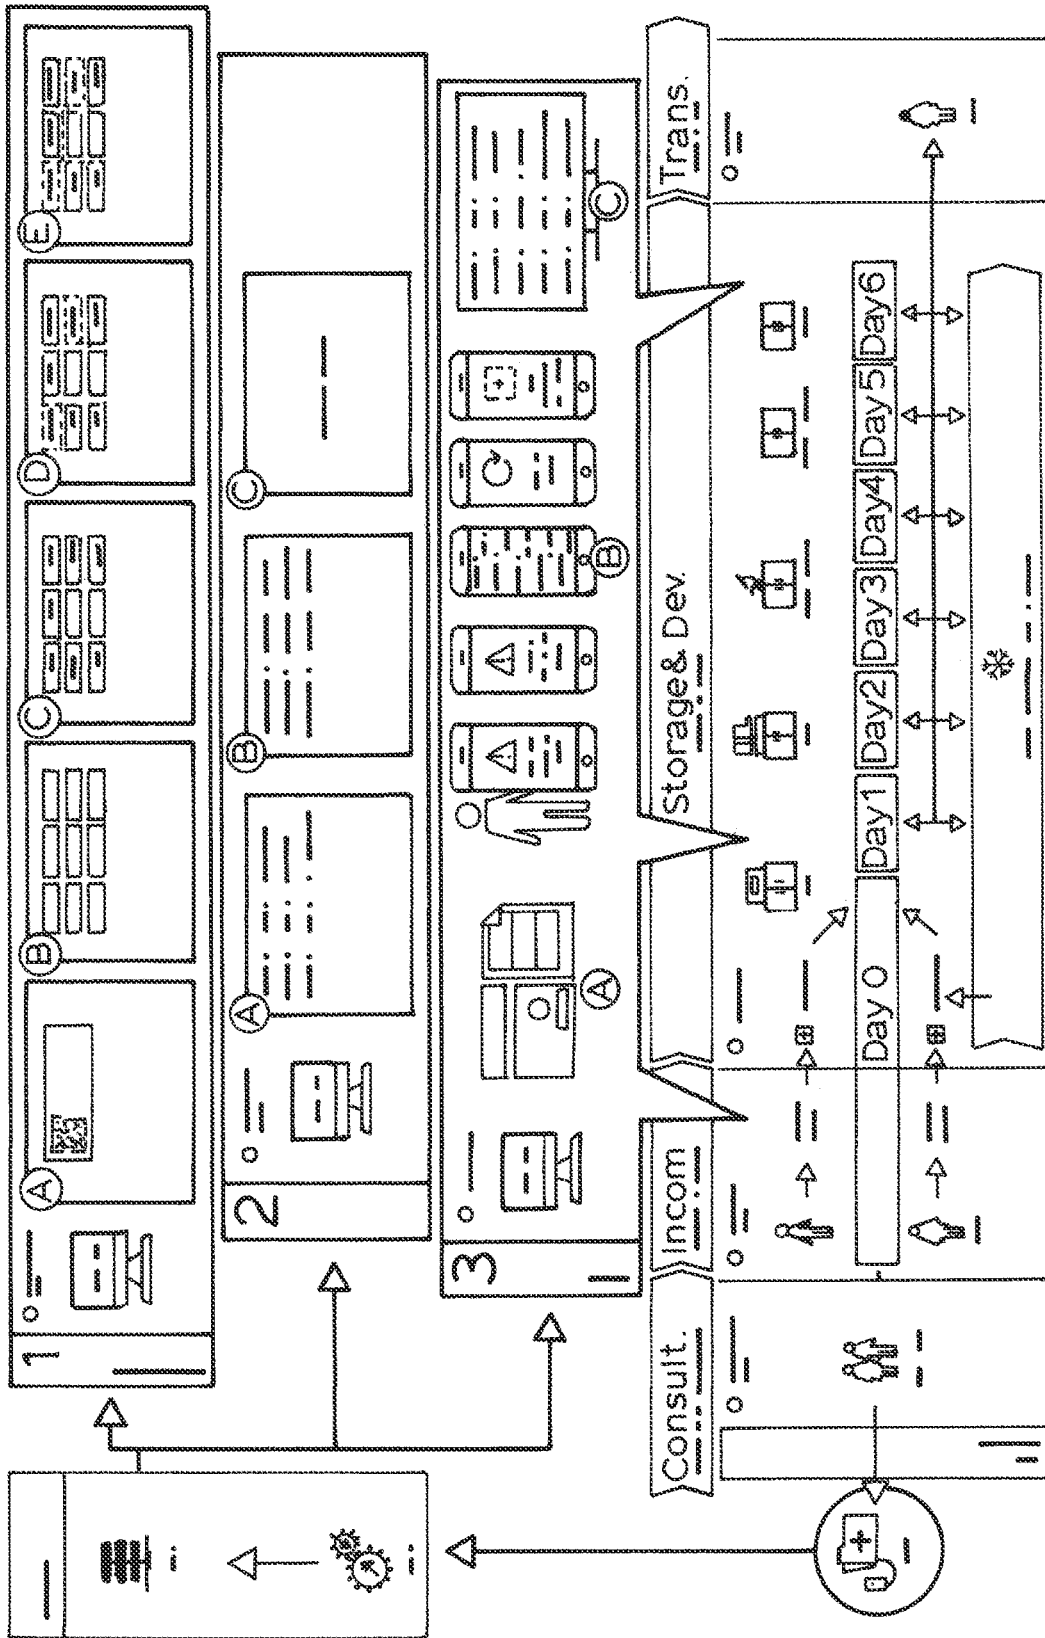 1
A
B
C
D
E
2
A
B
C
3
A
B
C
Consult.
Incom
Storage & Dev.
Trans.
Day 0
Day1
Day2
Day3
Day4
Day5
Day6